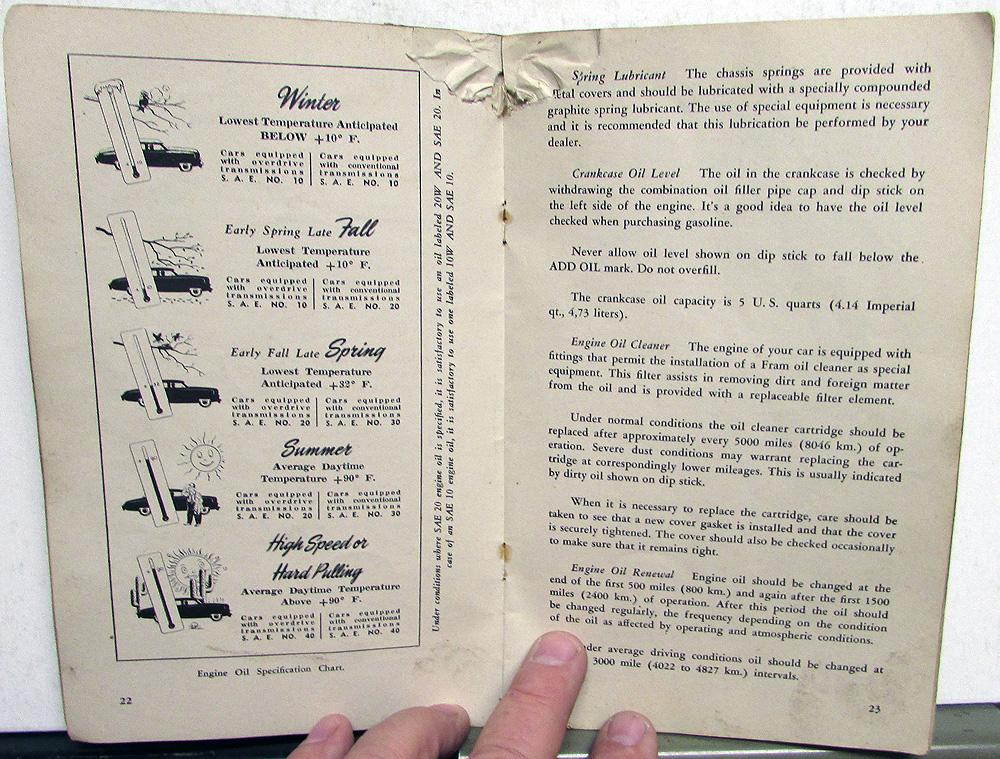 Winter
Lowest Temperature Anticipated
BELOW +10° F.
Cars equipped with overdrive transmissions S. A. E. NO. 10
Cars equipped with conventional transmissions S. A. E. NO. 10
Early Spring Late Fall
Lowest Temperature
Anticipated +10° F.
Cars equipped with overdrive transmissions S. A. E. NO. 10
Cars equipped with conventional transmissions S. A. E. NO. 20
Early Fall Late Spring
Lowest Temperature
Anticipated +32° F.
Cars equipped with overdrive transmissions S. A. E. NO. 20
Cars equipped with conventional transmissions S. A. E. NO. 30
Summer
Average Daytime
Temperature +90° F.
Cars equipped with overdrive transmissions S. A. E. NO. 20
Cars equipped with conventional transmissions S. A. E. NO. 30
High Speed or
Hard Pulling
Average Daytime Temperature
Above +90° F.
Cars equipped with overdrive transmissions S. A. E. NO. 40
Cars equipped with conventional transmissions S. A. E. NO. 40
Under conditions where SAE 20 engine oil is specified, it is satisfactory to use an oil labeled 20W AND SAE 20. In
case of an SAE 10 engine oil, it is satisfactory to use one labeled 10W AND SAE 10.
Engine Oil Specification Chart.
22
Spring Lubricant The chassis springs are provided with
metal covers and should be lubricated with a specially compounded
graphite spring lubricant. The use of special equipment is necessary
and it is recommended that this lubrication be performed by your
dealer.
Crankcase Oil Level The oil in the crankcase is checked by
withdrawing the combination oil filler pipe cap and dip stick on
the left side of the engine. It's a good idea to have the oil level
checked when purchasing gasoline.
Never allow oil level shown on dip stick to fall below the
ADD OIL mark. Do not overfill.
The crankcase oil capacity is 5 U. S. quarts (4.14 Imperial
qt., 4,73 liters).
Engine Oil Cleaner The engine of your car is equipped with
fittings that permit the installation of a Fram oil cleaner as special
equipment. This filter assists in removing dirt and foreign matter
from the oil and is provided with a replaceable filter element.
Under normal conditions the oil cleaner cartridge should be
replaced after approximately every 5000 miles (8046 km.) of op-
eration. Severe dust conditions may warrant replacing the car-
tridge at correspondingly lower mileages. This is usually indicated
by dirty oil shown on dip stick.
When it is necessary to replace the cartridge, care should be
taken to see that a new cover gasket is installed and that the cover
is securely tightened. The cover should also be checked occasionally
to make sure that it remains tight.
Engine Oil Renewal Engine oil should be changed at the
end of the first 500 miles (800 km.) and again after the first 1500
miles (2400 km.) of operation. After this period the oil should
be changed regularly, the frequency depending on the condition
of the oil as affected by operating and atmospheric conditions.
Under average driving conditions oil should be changed at
3000 mile (4022 to 4827 km.) intervals.
23